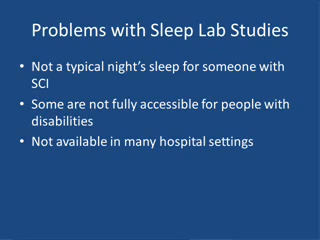 Problems with Sleep Lab Studies
• Not a typical night's sleep for someone with
SCI
• Some are not fully accessible for people with
disabilities
• Not available in many hospital settings